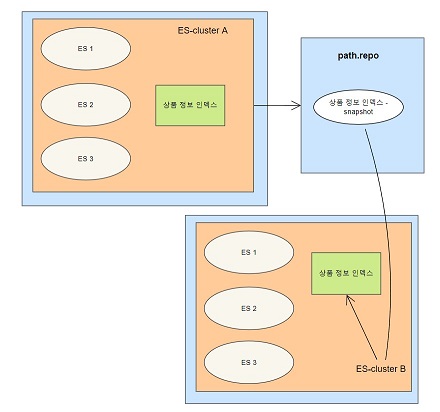 ES-cluster A
ES 1
ES 2
상품 정보 인덱스
ES 3
path.repo
상품 정보 인덱스 -
snapshot
ES 1
ES 2
상품 정보 인덱스
ES 3
ES-cluster B